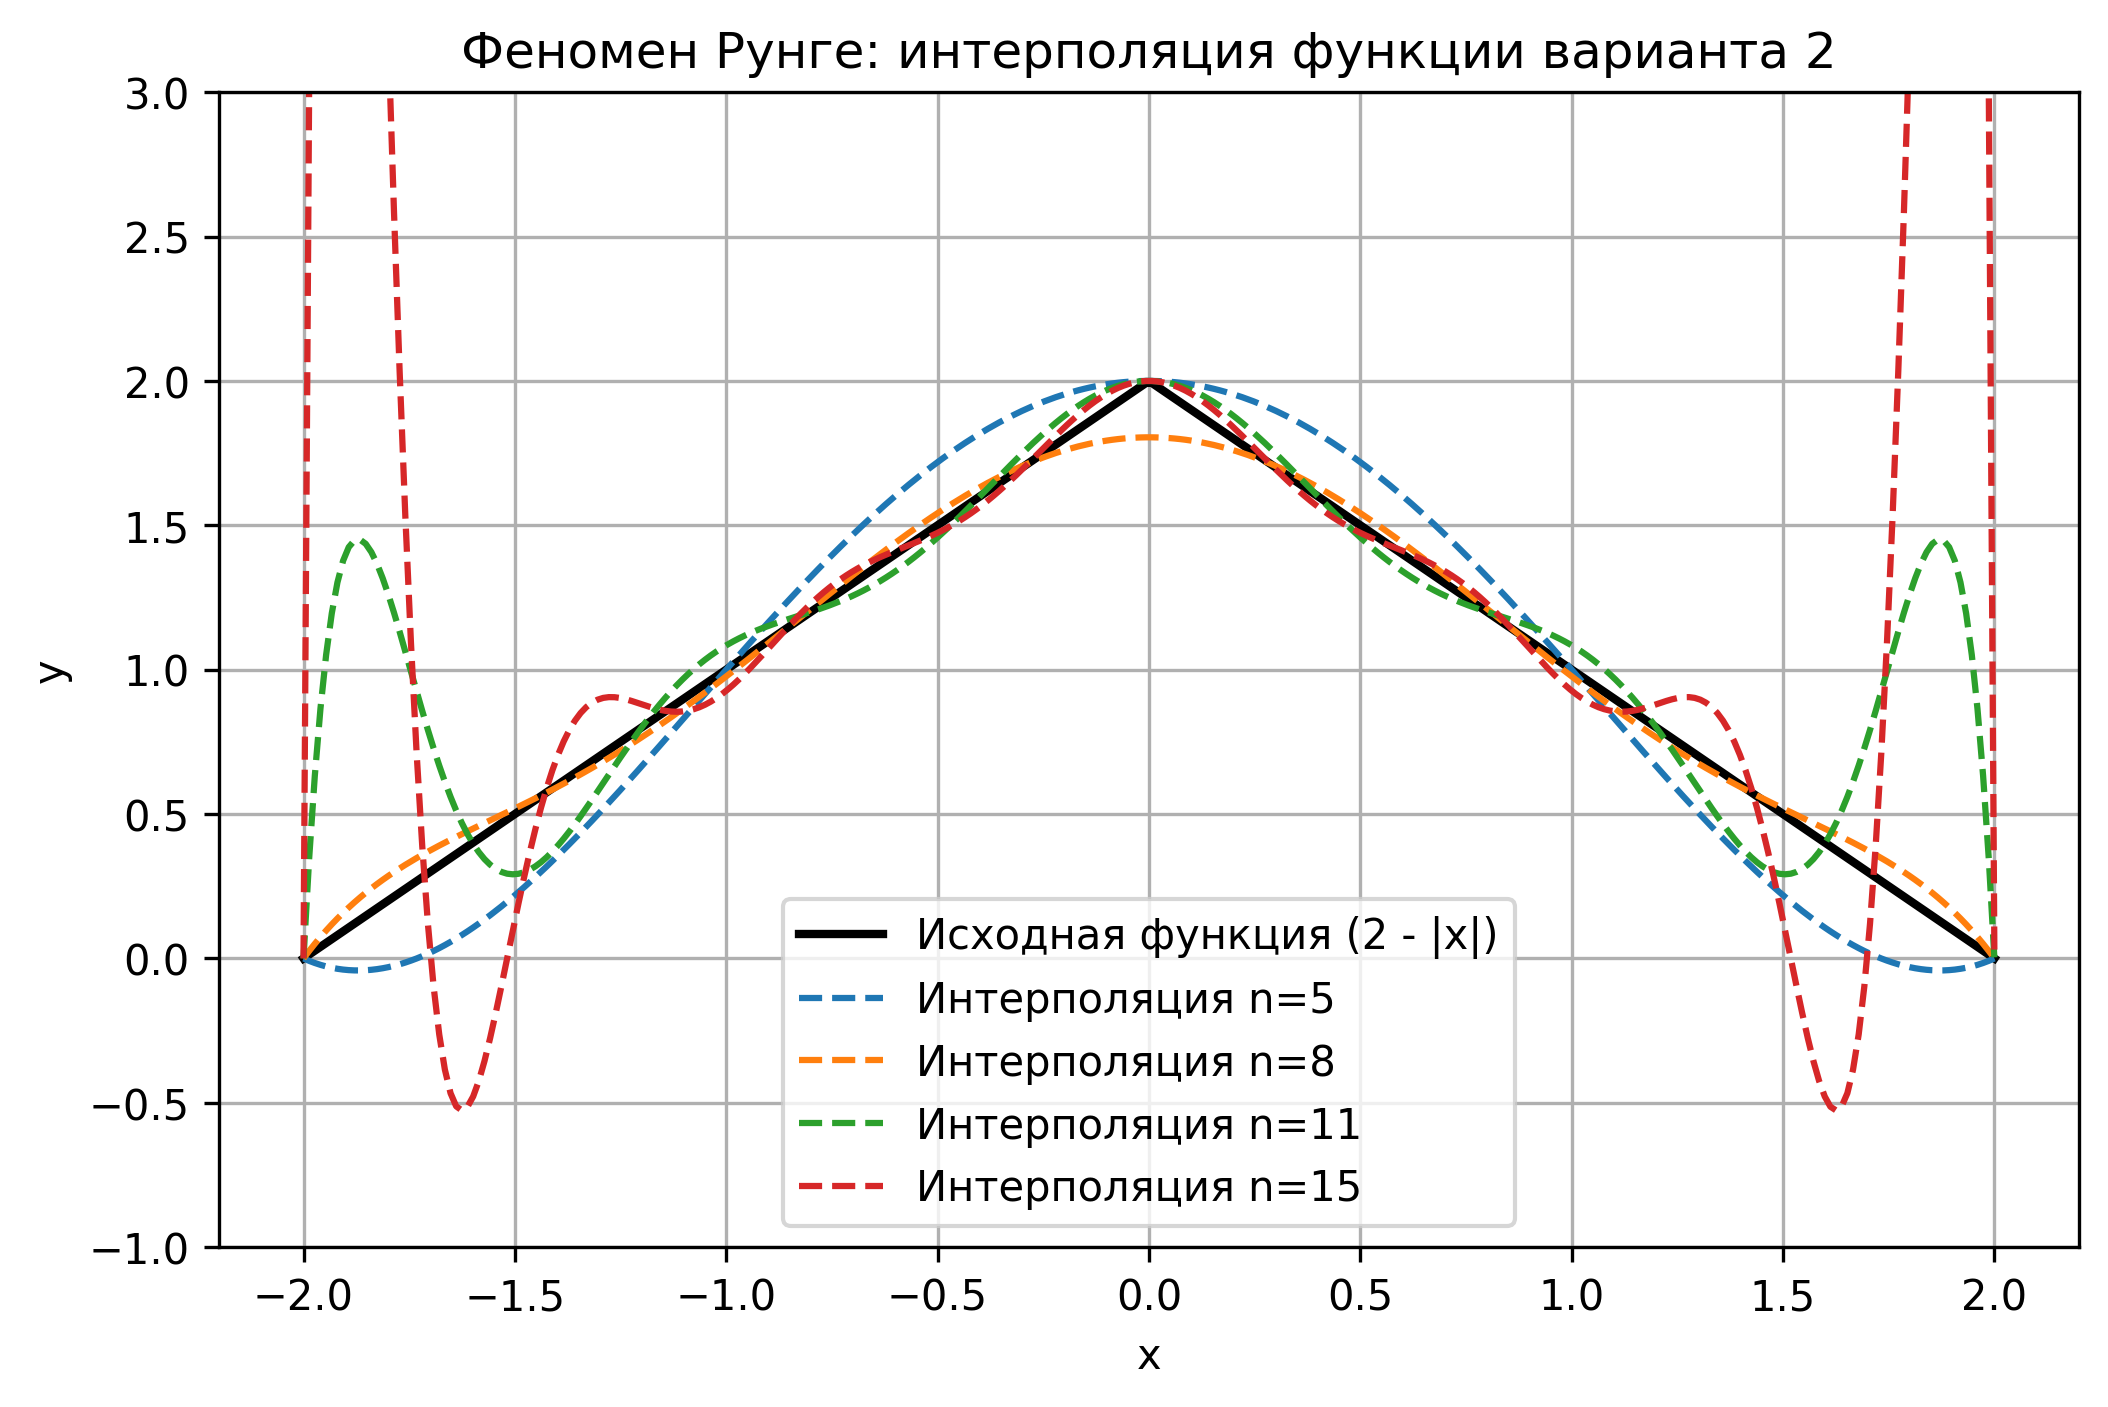 Феномен Рунге: интерполяция функции варианта 2
3.0
2.5
2.0
1.5
1.0
0.5
0.0
−0.5
−1.0
y
Исходная функция (2 - |x|)
Интерполяция n=5
Интерполяция n=8
Интерполяция n=11
Интерполяция n=15
−2.0 −1.5 −1.0 −0.5 0.0 0.5 1.0 1.5 2.0
x